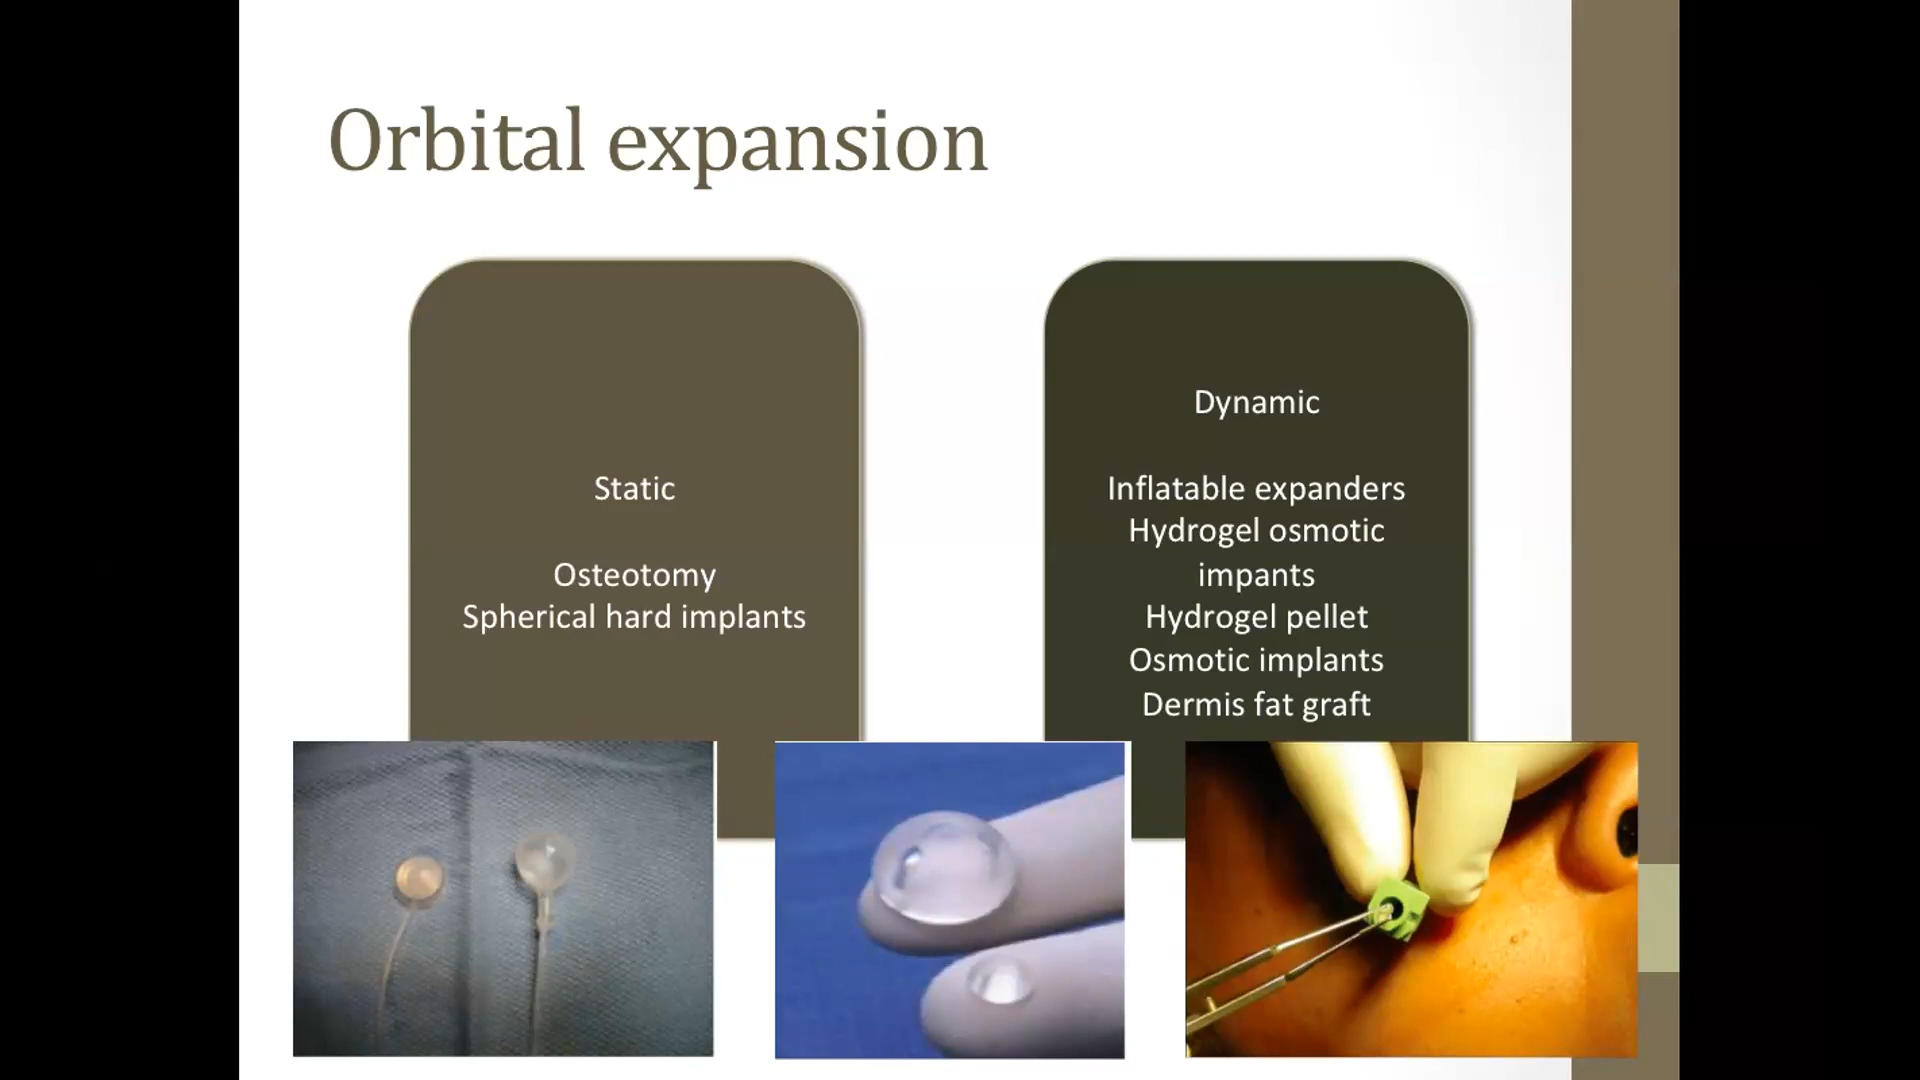 Orbital expansion
Static
Osteotomy
Spherical hard implants
Dynamic
Inflatable expanders
Hydrogel osmotic
impants
Hydrogel pellet
Osmotic implants
Dermis fat graft